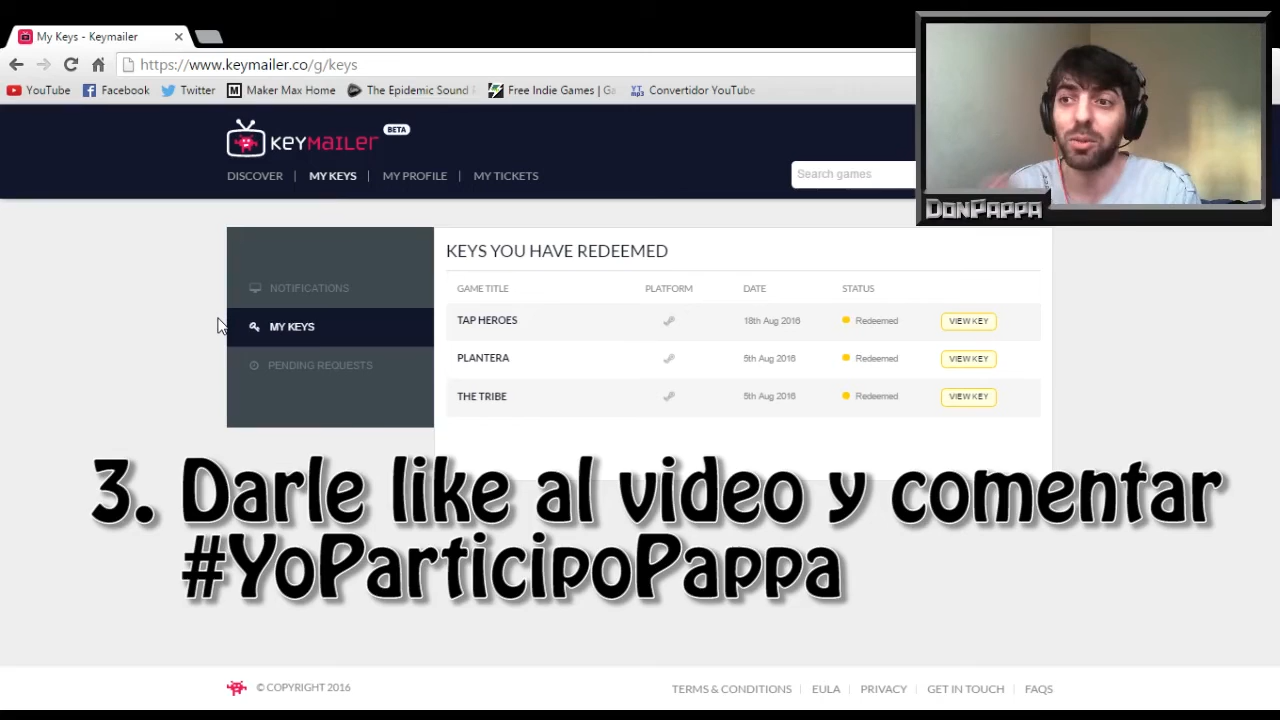 My Keys - Keymailer
https://www.keymailer.co/g/keys
YouTube Facebook Twitter Maker Max Home The Epidemic Sound Free Indie Games | Ga Convertidor YouTube
KEYMAILER BETA
DISCOVER | MY KEYS | MY PROFILE | MY TICKETS
Search games
DonPappa
NOTIFICATIONS
MY KEYS
PENDING REQUESTS
KEYS YOU HAVE REDEEMED
GAME TITLE PLATFORM DATE STATUS
TAP HEROES 18th Aug 2016 Redeemed VIEW KEY
PLANTERA 5th Aug 2016 Redeemed VIEW KEY
THE TRIBE 5th Aug 2016 Redeemed VIEW KEY
3. Darle like al video y comentar
#YoParticipoPappa
© COPYRIGHT 2016
TERMS & CONDITIONS | EULA | PRIVACY | GET IN TOUCH | FAQS